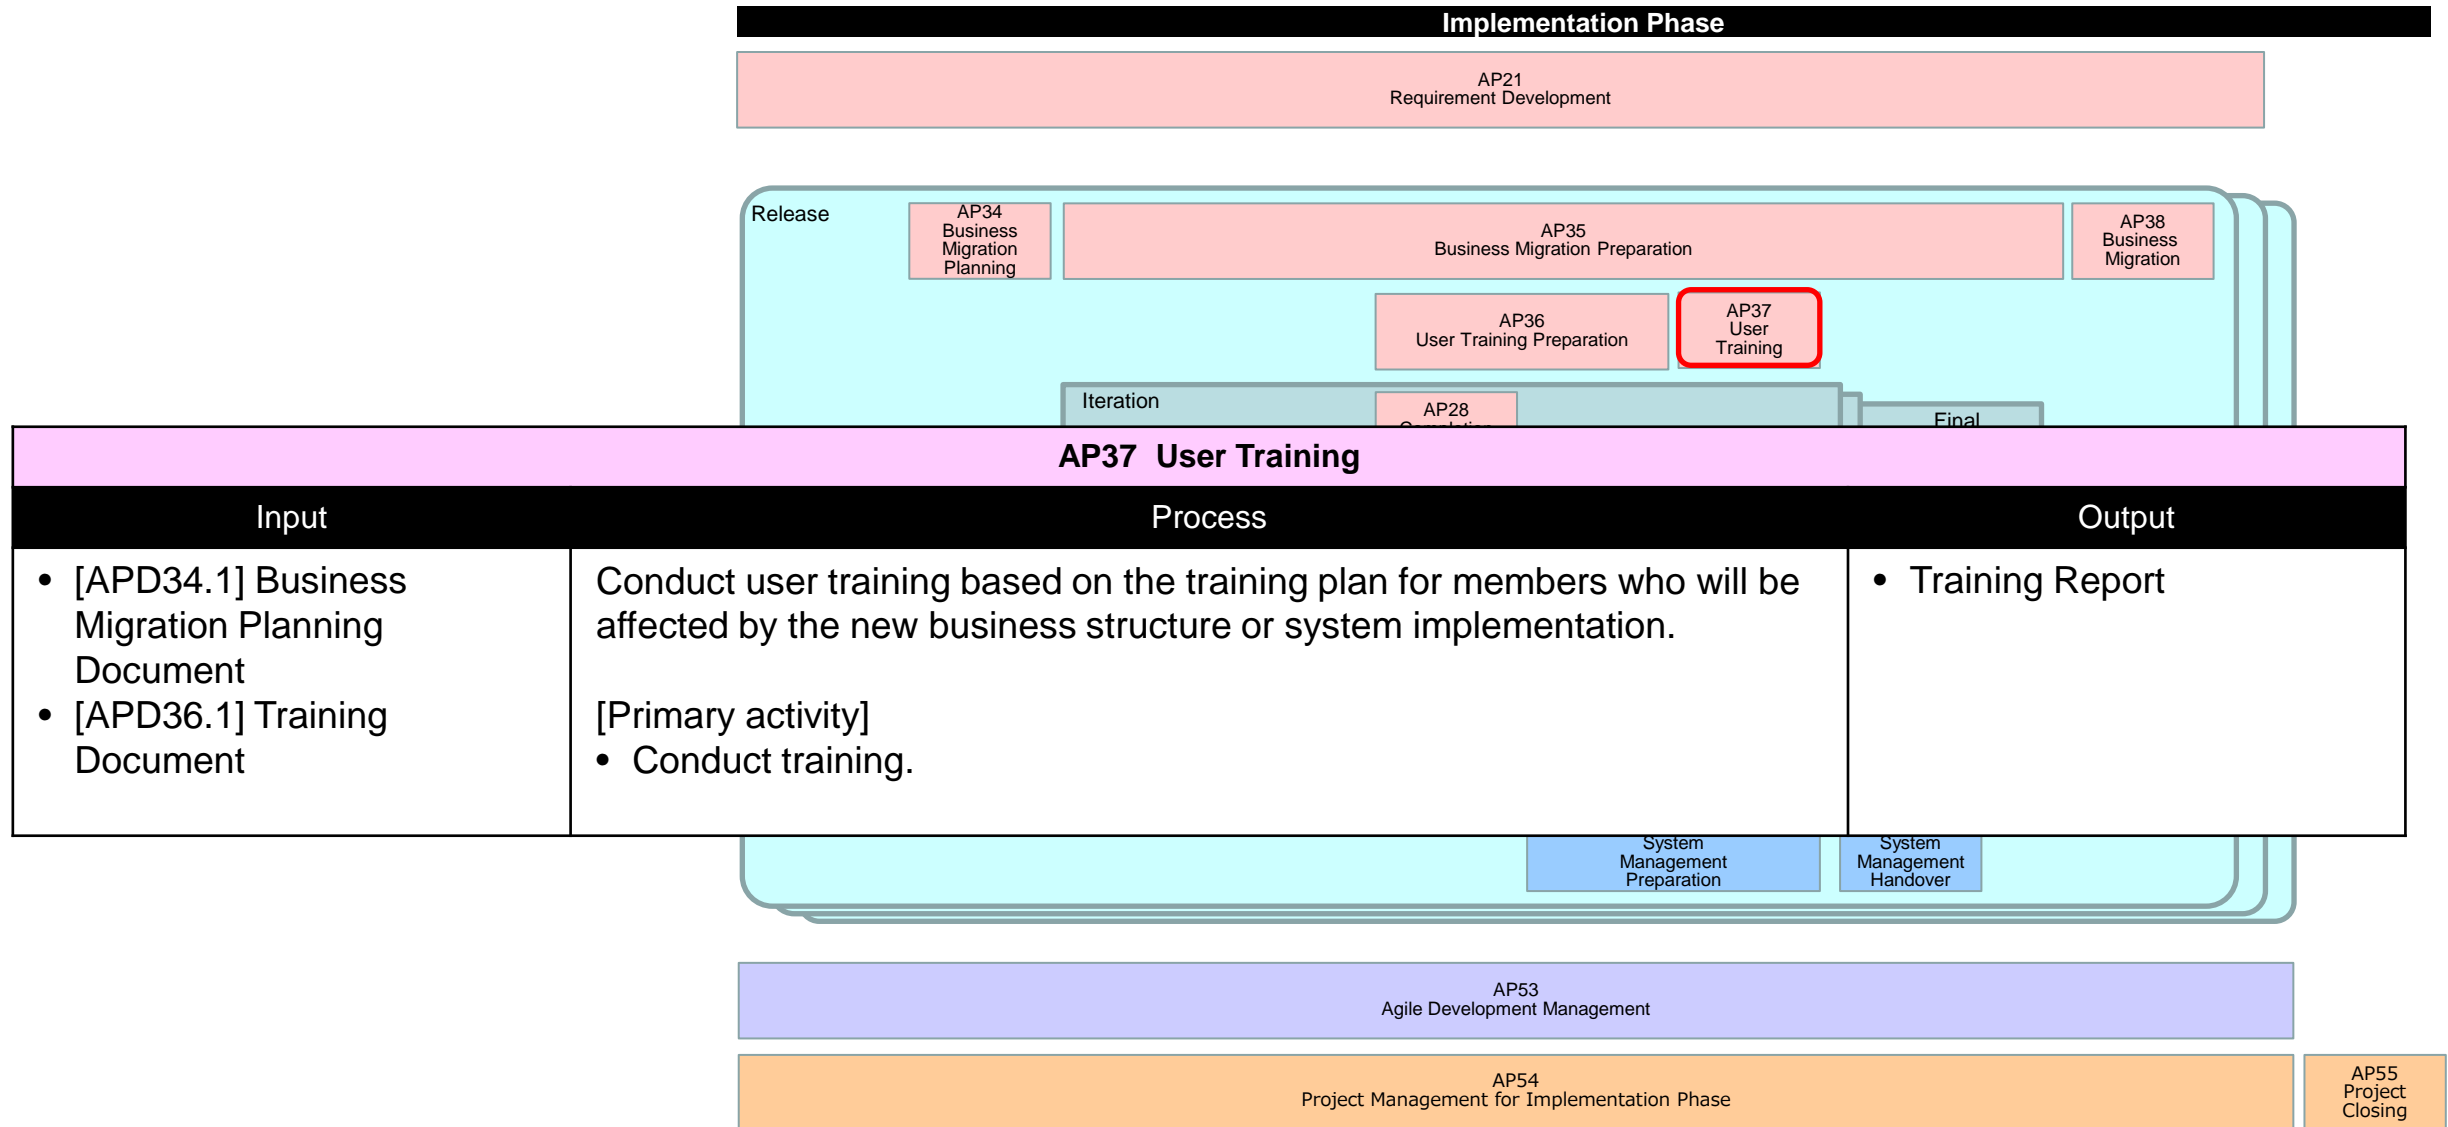 Implementation Phase
AP21
Requirement Development
Release
AP34
Business
Migration
Planning
AP35
Business Migration Preparation
AP38
Business
Migration
AP36
User Training Preparation
AP37
User
Training
Iteration
AP28
Final
AP37 User Training
Input
Process
Output
• [APD34.1] Business
Migration Planning
Document
• [APD36.1] Training
Document
Conduct user training based on the training plan for members who will be
affected by the new business structure or system implementation.
[Primary activity]
• Conduct training.
• Training Report
System
Management
Preparation
System
Management
Handover
AP53
Agile Development Management
AP54
Project Management for Implementation Phase
AP55
Project
Closing